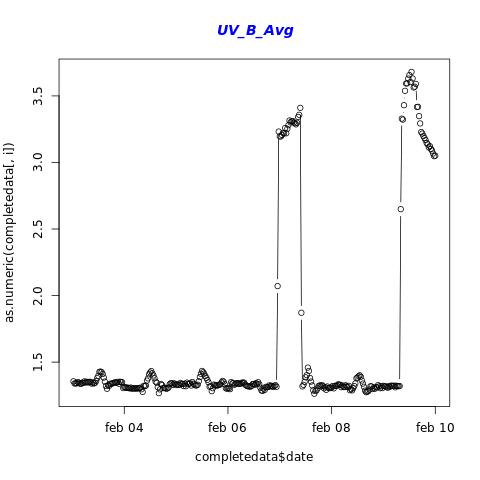 UV_B_Avg
as.numeric(completedata[, i])
3.5
3.0
2.5
2.0
1.5
feb 04
feb 06
feb 08
feb 10
completedata$date